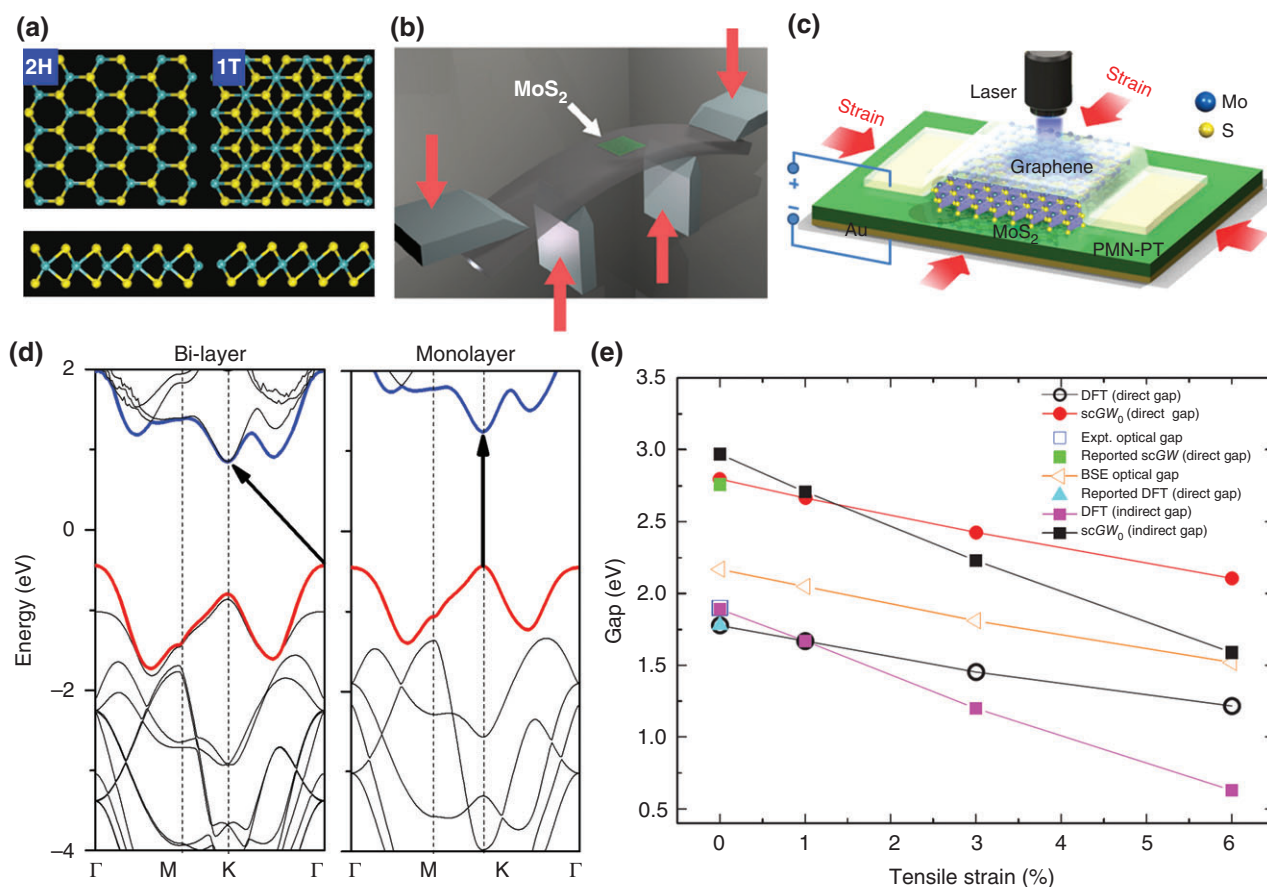 (a)
2H
1T
(b)
MoS2
(c)
Laser
Strain
Strain
Mo
S
Graphene
+
−
Au
MoS2
PMN-PT
(d)
Bi-layer
Monolayer
Energy (eV)
2
0
−2
−4
Γ M K Γ
Γ M K Γ
(e)
Gap (eV)
3.5
3.0
2.5
2.0
1.5
1.0
0.5
DFT (direct gap)
scGW0 (direct gap)
Expt. optical gap
Reported scGW (direct gap)
BSE optical gap
Reported DFT (direct gap)
DFT (indirect gap)
scGW0 (indirect gap)
0 1 2 3 4 5 6
Tensile strain (%)